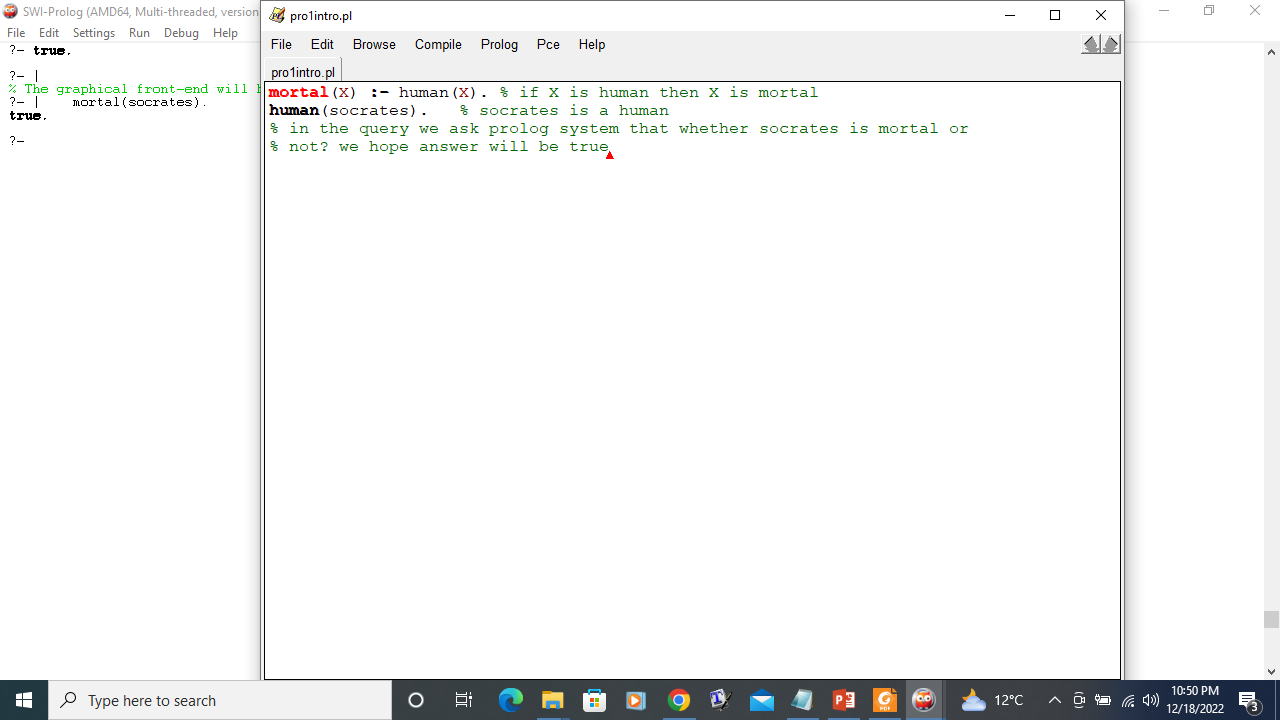 SWI-Prolog (AMD64, Multi-threaded, version
File Edit Settings Run Debug Help
?- true.
?- |
% The graphical front-end will
?- | mortal(socrates).
true.
?-
pro1intro.pl
File Edit Browse Compile Prolog Pce Help
pro1intro.pl
mortal(X) :- human(X). % if X is human then X is mortal
human(socrates). % socrates is a human
% in the query we ask prolog system that whether socrates is mortal or
% not? we hope answer will be true
Type here to search
12°C
10:50 PM
12/18/2022
3